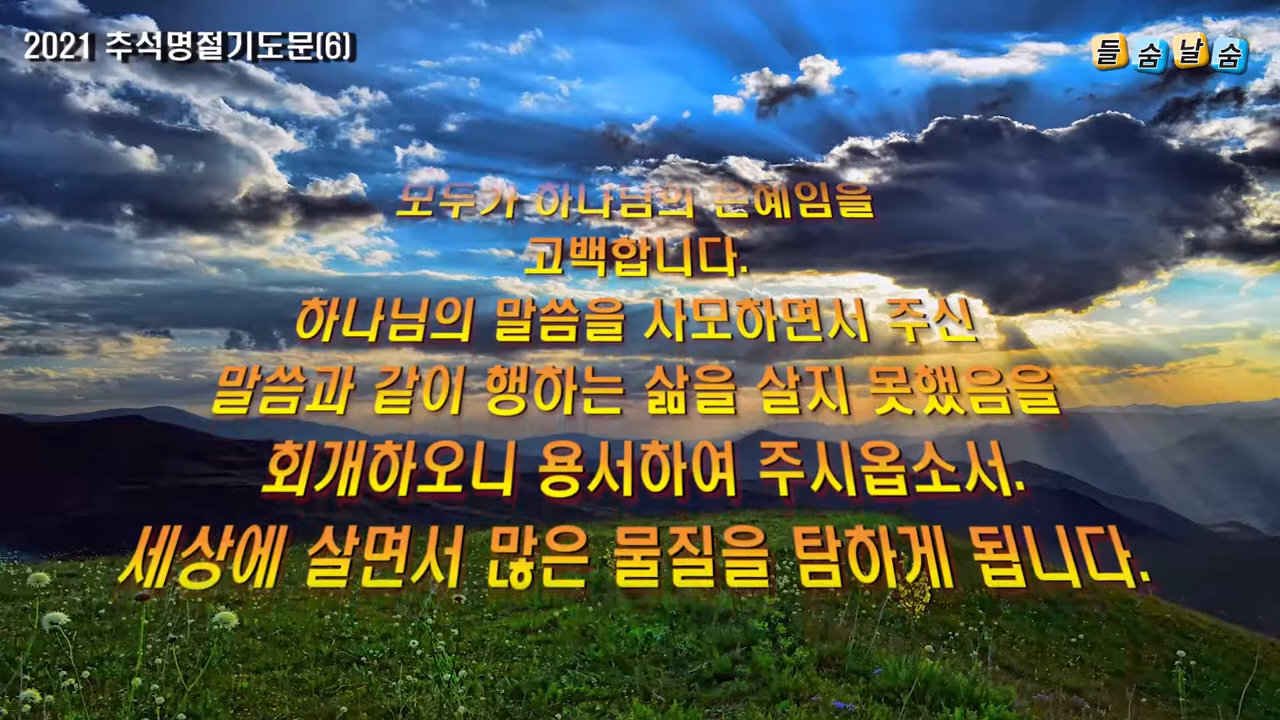 2021 추석명절기도문(6)
들숨날숨
모두가 하나님의 은혜임을
고백합니다.
하나님의 말씀을 사모하면서 주신
말씀과 같이 행하는 삶을 살지 못했음을
회개하오니 용서하여 주시옵소서.
세상에 살면서 많은 물질을 탐하게 됩니다.